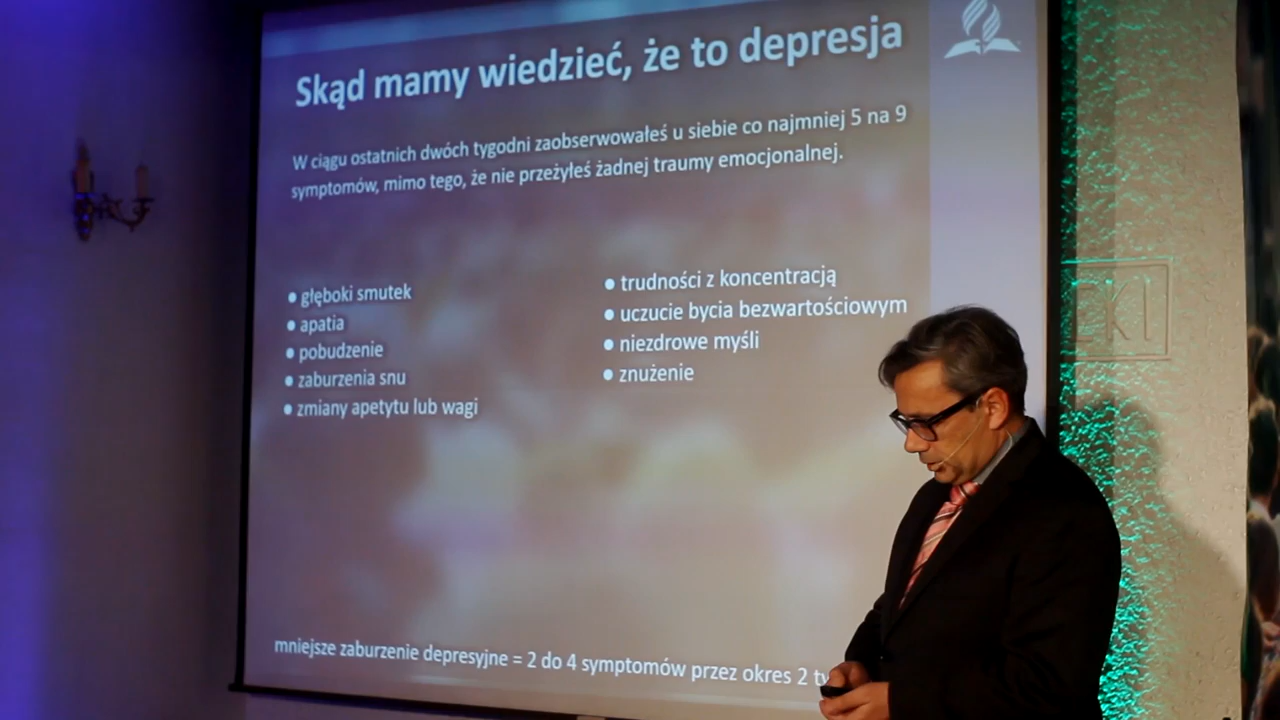 Skąd mamy wiedzieć, że to depresja
W ciągu ostatnich dwóch tygodni zaobserwowałeś u siebie co najmniej 5 na 9
symptomów, mimo tego, że nie przeżyłeś żadnej traumy emocjonalnej.
• głęboki smutek
• apatia
• pobudzenie
• zaburzenia snu
• zmiany apetytu lub wagi
• trudności z koncentracją
• uczucie bycia bezwartościowym
• niezdrowe myśli
• znużenie
mniejsze zaburzenie depresyjne = 2 do 4 symptomów przez okres 2